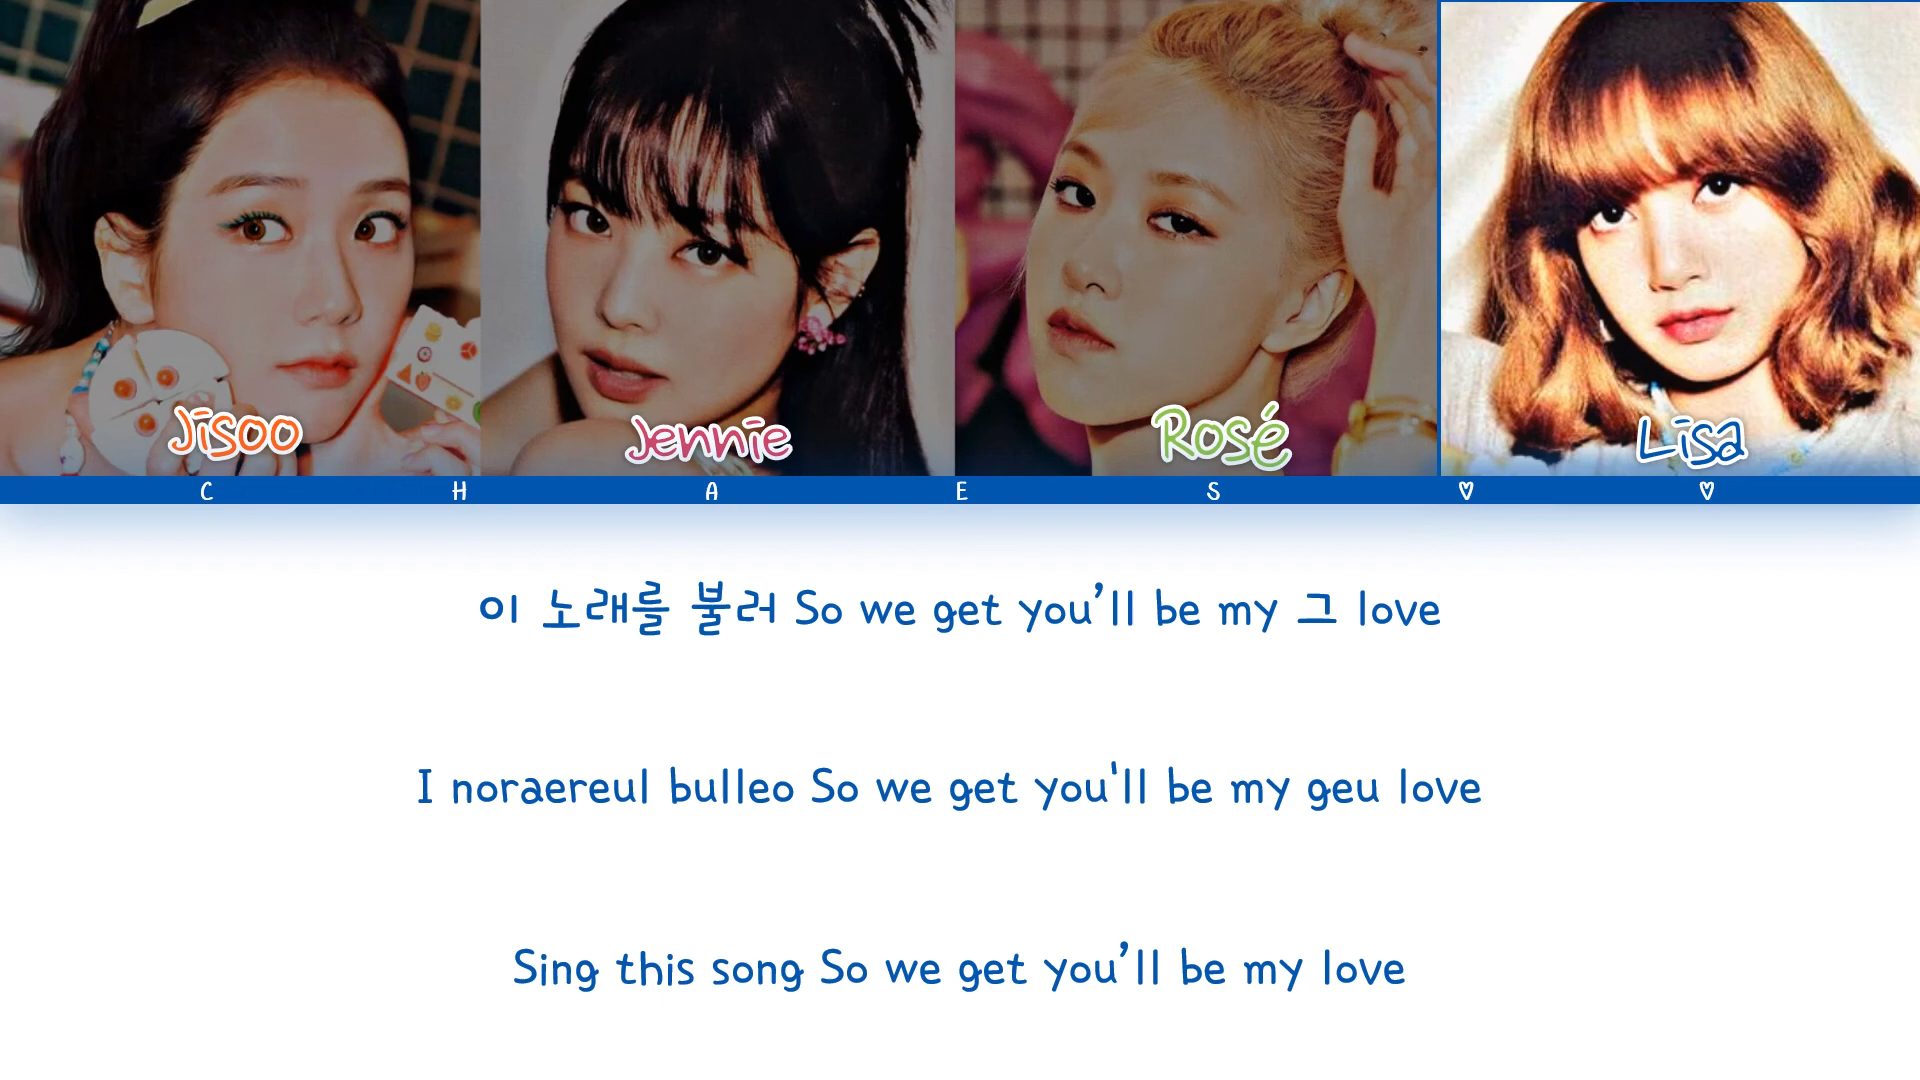 Jisoo Jennie Rosé Lisa
C H A E S ♡ ♡
이 노래를 불러 So we get you’ll be my 그 love
I noraereul bulleo So we get you'll be my geu love
Sing this song So we get you’ll be my love